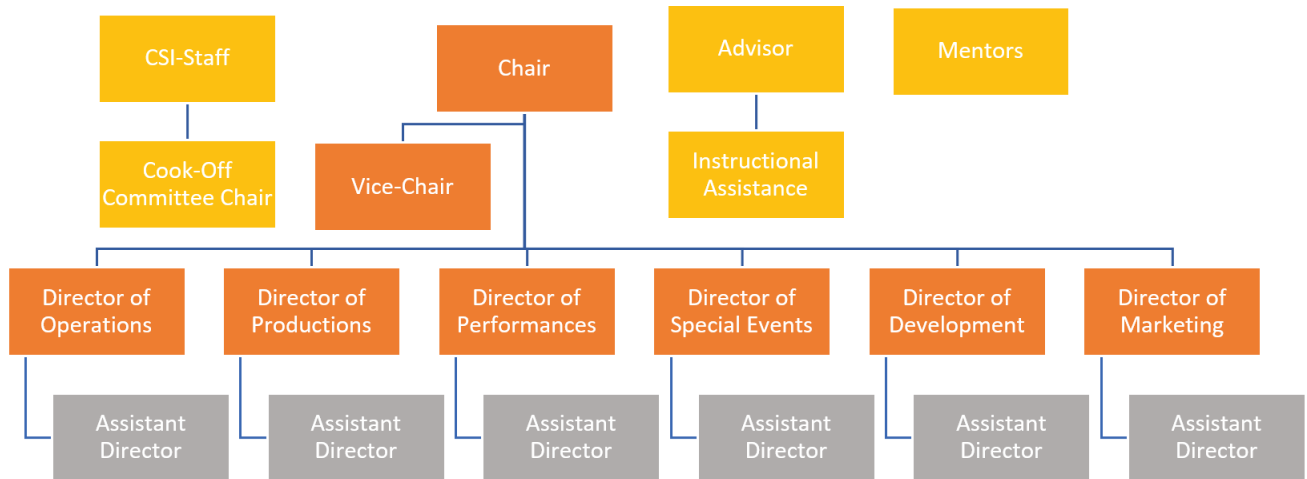 CSI-Staff
Chair
Advisor
Mentors
Cook-Off
Committee Chair
Vice-Chair
Instructional
Assistance
Director of
Operations
Director of
Productions
Director of
Performances
Director of
Special Events
Director of
Development
Director of
Marketing
Assistant
Director
Assistant
Director
Assistant
Director
Assistant
Director
Assistant
Director
Assistant
Director